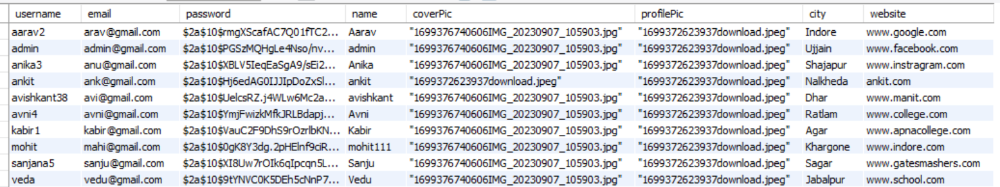 username email password name coverPic profilePic city website
aarav2 arav@gmail.com $2a$10$rmgXScafAC7Q01fTC2... Aarav "1699376740606IMG_20230907_105903.jpg" "1699372623937download.jpeg" Indore www.google.com
admin admin@gmail.com $2a$10$PGSzMQHgLe4Nso/nv... admin "1699376740606IMG_20230907_105903.jpg" "1699372623937download.jpeg" Ujjain www.facebook.com
anika3 anu@gmail.com $2a$10$XBLV5IeqEaSgA9/sEi2... Anika "1699376740606IMG_20230907_105903.jpg" "1699372623937download.jpeg" Shajapur www.instragram.com
ankit ank@gmail.com $2a$10$Hj6edAG0IJJIpDoZxSl... ankit "1699372623937download.jpeg" "1699372623937download.jpeg" Nalkheda ankit.com
avishkant38 avi@gmail.com $2a$10$UelcsRZ.j4WLw6Mc2a... avishkant "1699376740606IMG_20230907_105903.jpg" "1699372623937download.jpeg" Dhar www.manit.com
avni4 avni@gmail.com $2a$10$YmjFwizkMfkJRLBdapj... Avni "1699376740606IMG_20230907_105903.jpg" "1699372623937download.jpeg" Ratlam www.college.com
kabir1 kabir@gmail.com $2a$10$VauC2F9DhS9rOzrlbKN... Kabir "1699376740606IMG_20230907_105903.jpg" "1699372623937download.jpeg" Agar www.apnacollege.com
mohit mahi@gmail.com $2a$10$0gK8Y3dg.2pHElnf9ciR... mohit111 "1699376740606IMG_20230907_105903.jpg" "1699372623937download.jpeg" Khargone www.indore.com
sanjana5 sanju@gmail.com $2a$10$XI8Uw7rOIk6qIpcqn5L... Sanju "1699376740606IMG_20230907_105903.jpg" "1699372623937download.jpeg" Sagar www.gatesmashers.com
veda vedu@gmail.com $2a$10$9tYNVC0K5DEh5cNnP7... Vedu "1699376740606IMG_20230907_105903.jpg" "1699372623937download.jpeg" Jabalpur www.school.com